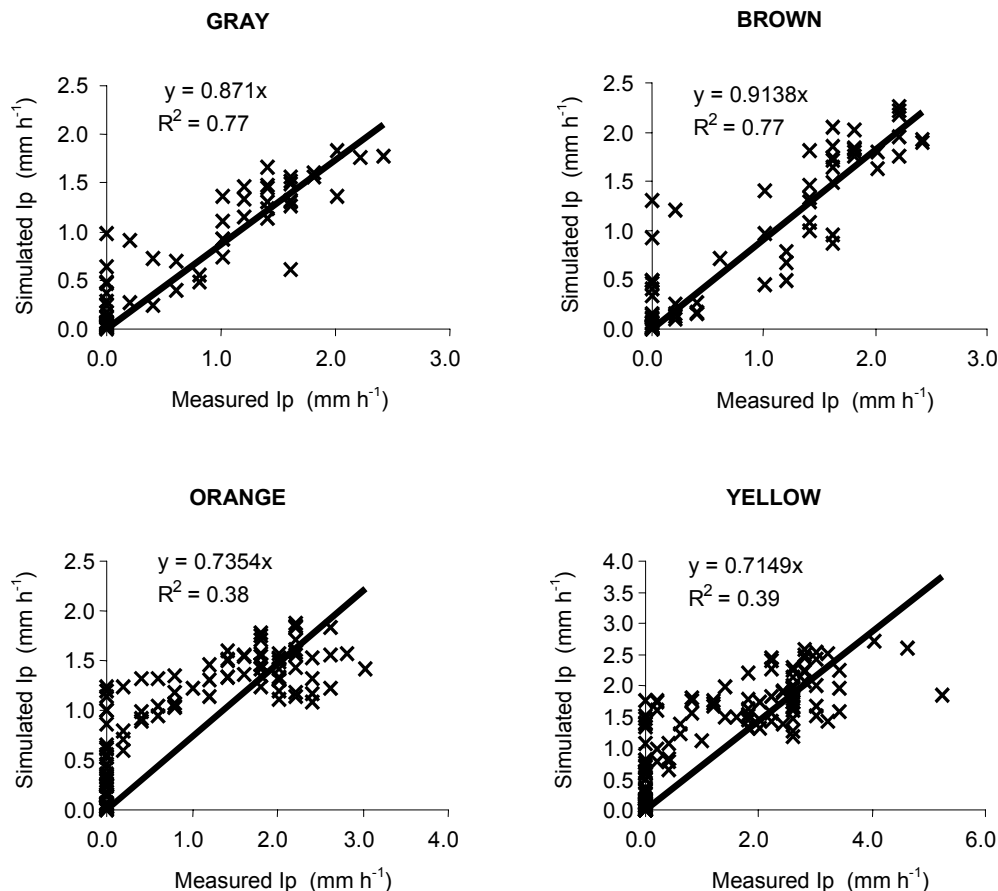 GRAY
y = 0.871x
R² = 0.77
Simulated Ip (mm h⁻¹)
2.5
2.0
1.5
1.0
0.5
0.0
0.0 1.0 2.0 3.0
Measured Ip (mm h⁻¹)
BROWN
y = 0.9138x
R² = 0.77
Simulated Ip (mm h⁻¹)
2.5
2.0
1.5
1.0
0.5
0.0
0.0 1.0 2.0 3.0
Measured Ip (mm h⁻¹)
ORANGE
y = 0.7354x
R² = 0.38
Simulated Ip (mm h⁻¹)
2.5
2.0
1.5
1.0
0.5
0.0
0.0 1.0 2.0 3.0 4.0
Measured Ip (mm h⁻¹)
YELLOW
y = 0.7149x
R² = 0.39
Simulated Ip (mm h⁻¹)
4.0
3.5
3.0
2.5
2.0
1.5
1.0
0.5
0.0
0.0 2.0 4.0 6.0
Measured Ip (mm h⁻¹)